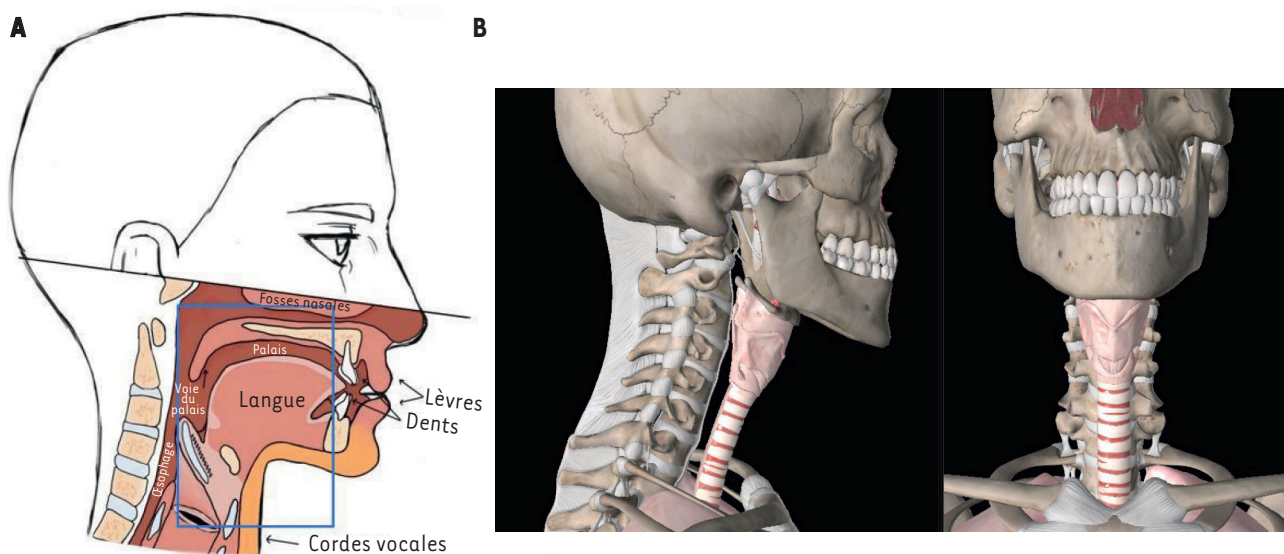 A
B
Fosses nasales
Palais
Voie
du
palais
Langue
Lèvres
Dents
Œsophage
Cordes vocales